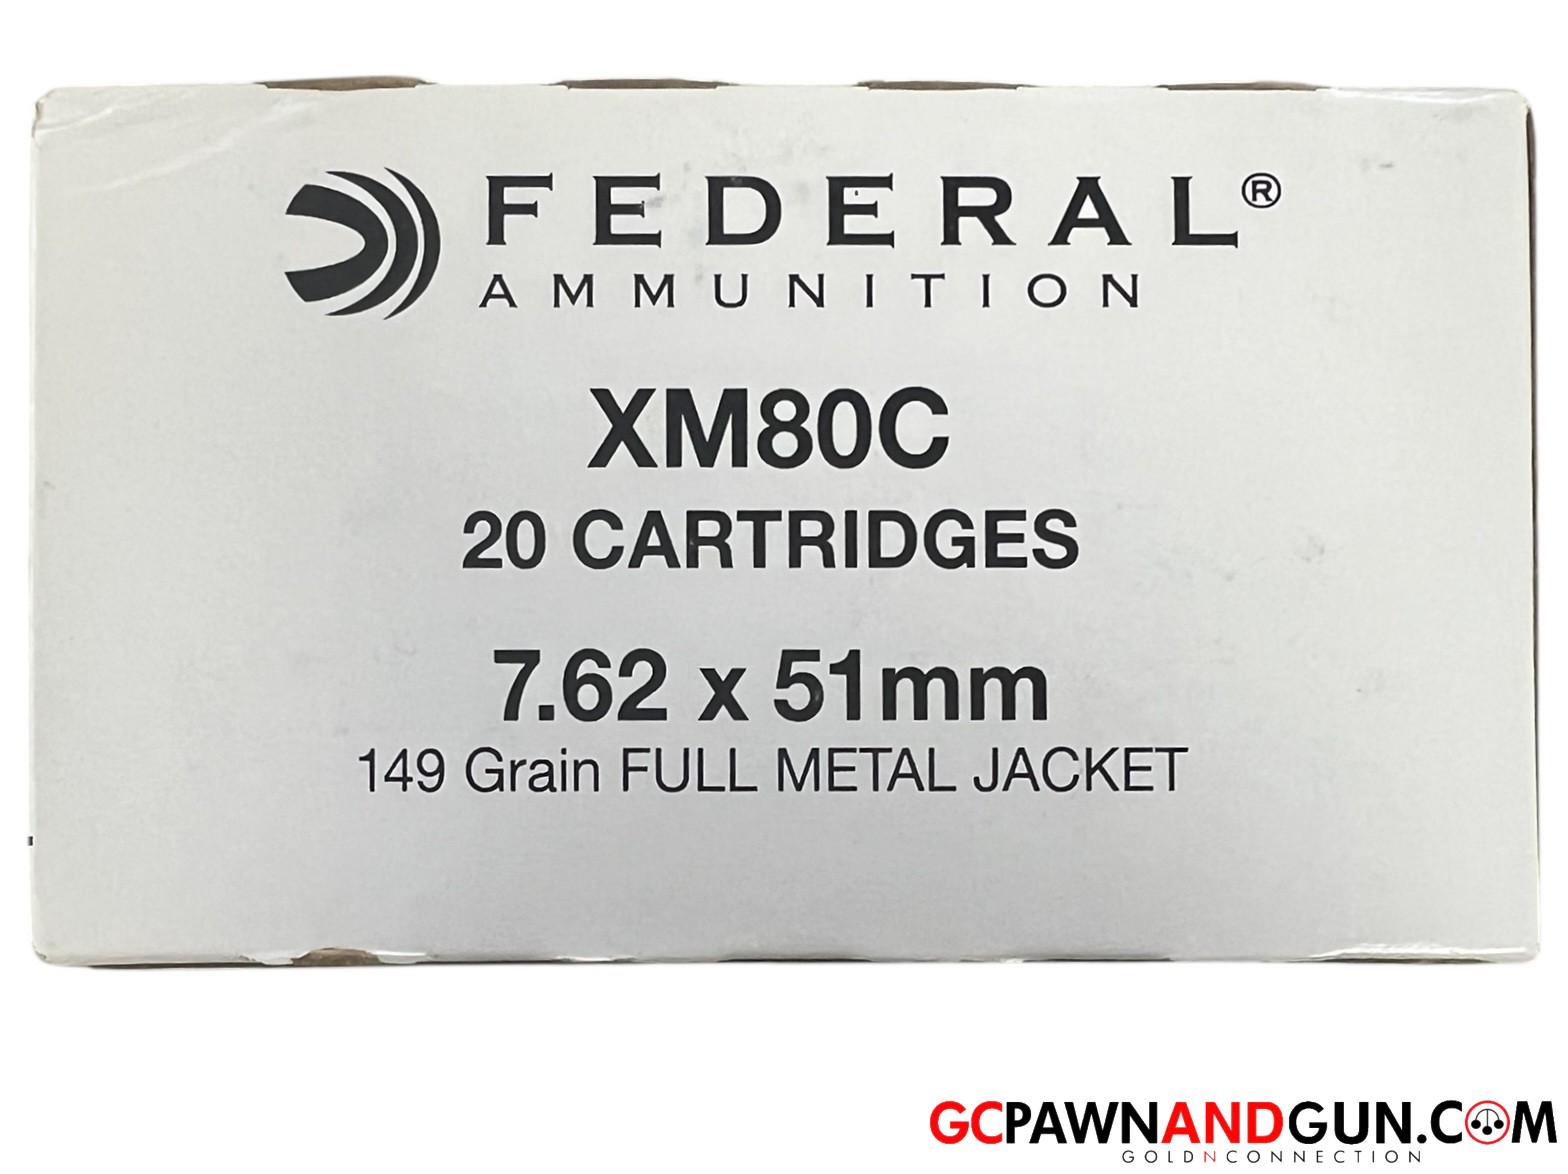 FEDERAL®
AMMUNITION
XM80C
20 CARTRIDGES
7.62 x 51mm
149 Grain FULL METAL JACKET
GCPAWNANDGUN.COM
GOLDNCONNECTION